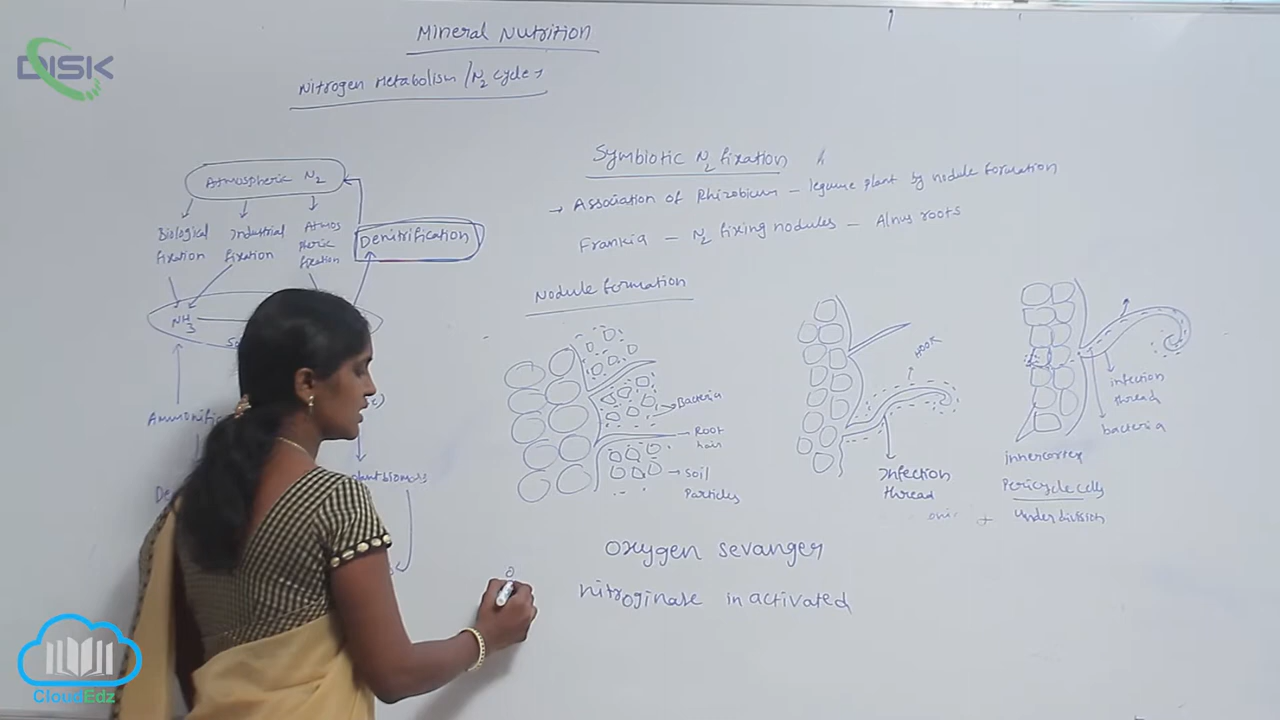 DISK
Mineral Nutrition
Nitrogen Metabolism / N2 cycle
Atmospheric N2
Biological fixation
Industrial fixation
Atmos pheric fixation
Denitrification
NH3
plant biomass
Symbiotic N2 fixation
→ Association of Rhizobium - legume plant by nodule formation
Frankia - N2 fixing nodules - Alnus roots
Nodule formation
Bacteria
Root hair
Soil Particles
HOOK
Infection thread
infection thread
bacteria
innercortex
Pericycle cells
under division
Oxygen sevanger
nitroginase inactivated
O
CloudEdz